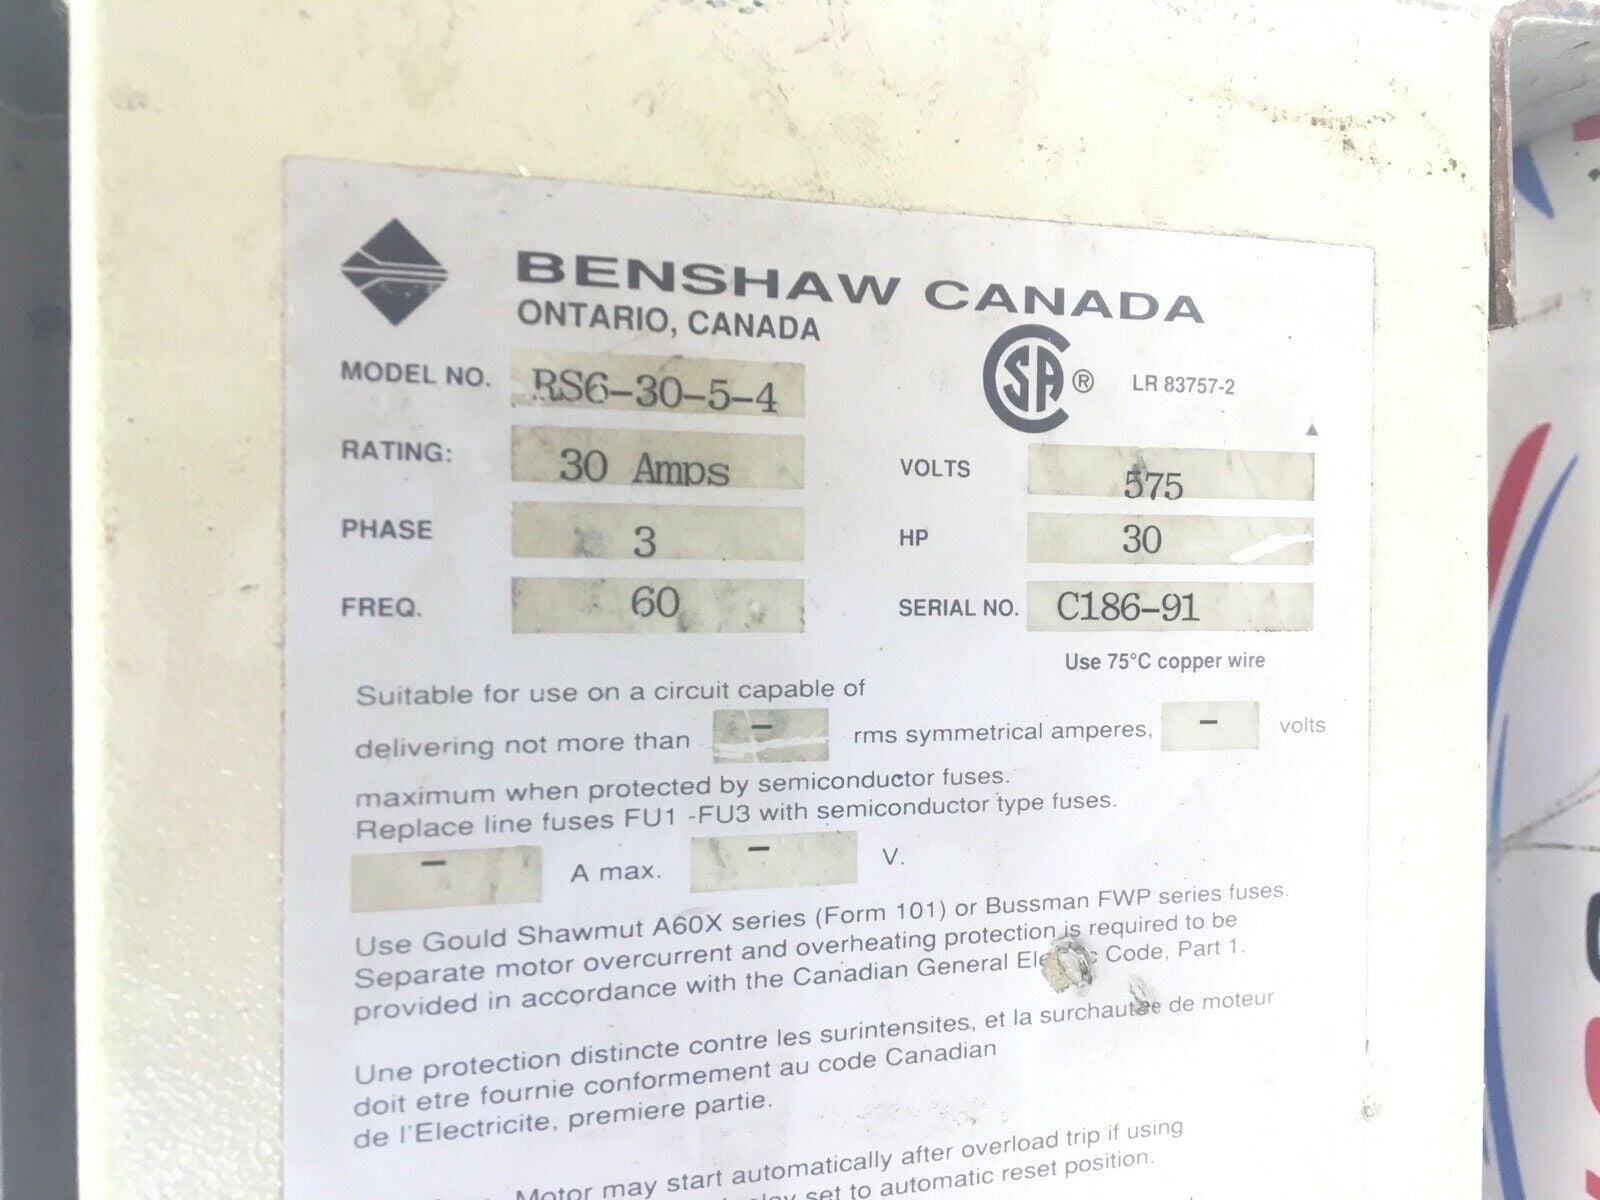 BENSHAW CANADA
ONTARIO, CANADA
CSA ® LR 83757-2
MODEL NO. RS6-30-5-4
RATING: 30 Amps VOLTS 575
PHASE 3 HP 30
FREQ. 60 SERIAL NO. C186-91
Use 75°C copper wire
Suitable for use on a circuit capable of
delivering not more than - rms symmetrical amperes, - volts
maximum when protected by semiconductor fuses.
Replace line fuses FU1 -FU3 with semiconductor type fuses.
- A max. - V.
Use Gould Shawmut A60X series (Form 101) or Bussman FWP series fuses.
Separate motor overcurrent and overheating protection is required to be
provided in accordance with the Canadian General Code, Part 1.
Une protection distincte contre les surintensites, et la surchautee de moteur
doit etre fournie conformement au code Canadian
de l'Electricite, premiere partie.
Motor may start automatically after overload trip if using
set to automatic reset position.